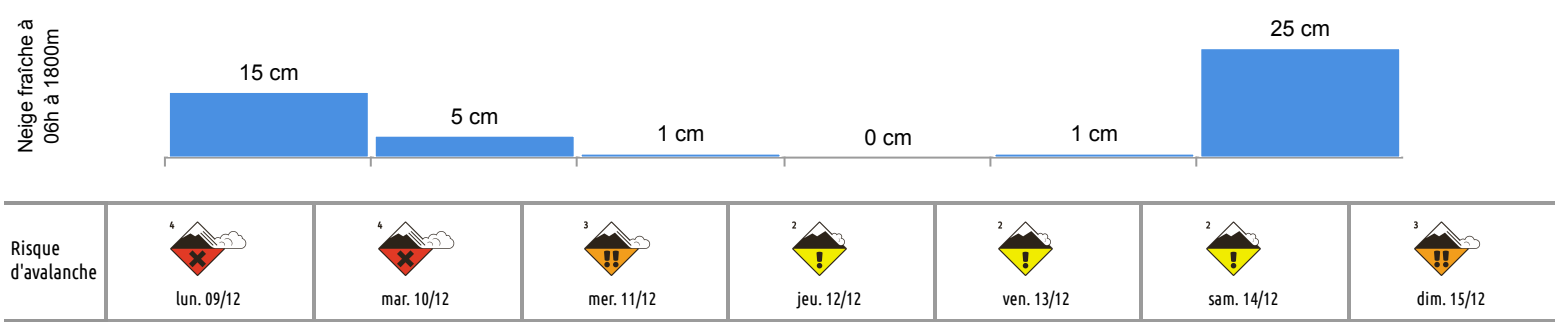 Neige fraîche à
06h à 1800m
15 cm
5 cm
1 cm
0 cm
1 cm
25 cm
Risque
d'avalanche
4
4
3
2
2
2
3
lun. 09/12
mar. 10/12
mer. 11/12
jeu. 12/12
ven. 13/12
sam. 14/12
dim. 15/12